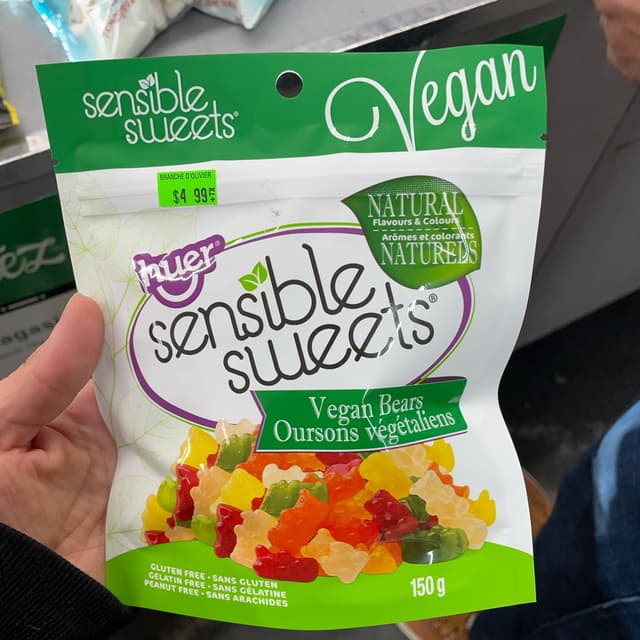 sensible
sweets®
Vegan
BRANCHE D'OLIVIER
$4 99
NATURAL
Flavours & Colours
Arômes et colorants
NATURELS
huer®
sensible
sweets®
Vegan Bears
Oursons végétaliens
GLUTEN FREE • SANS GLUTEN
GELATIN FREE • SANS GÉLATINE
PEANUT FREE • SANS ARACHIDES
150 g